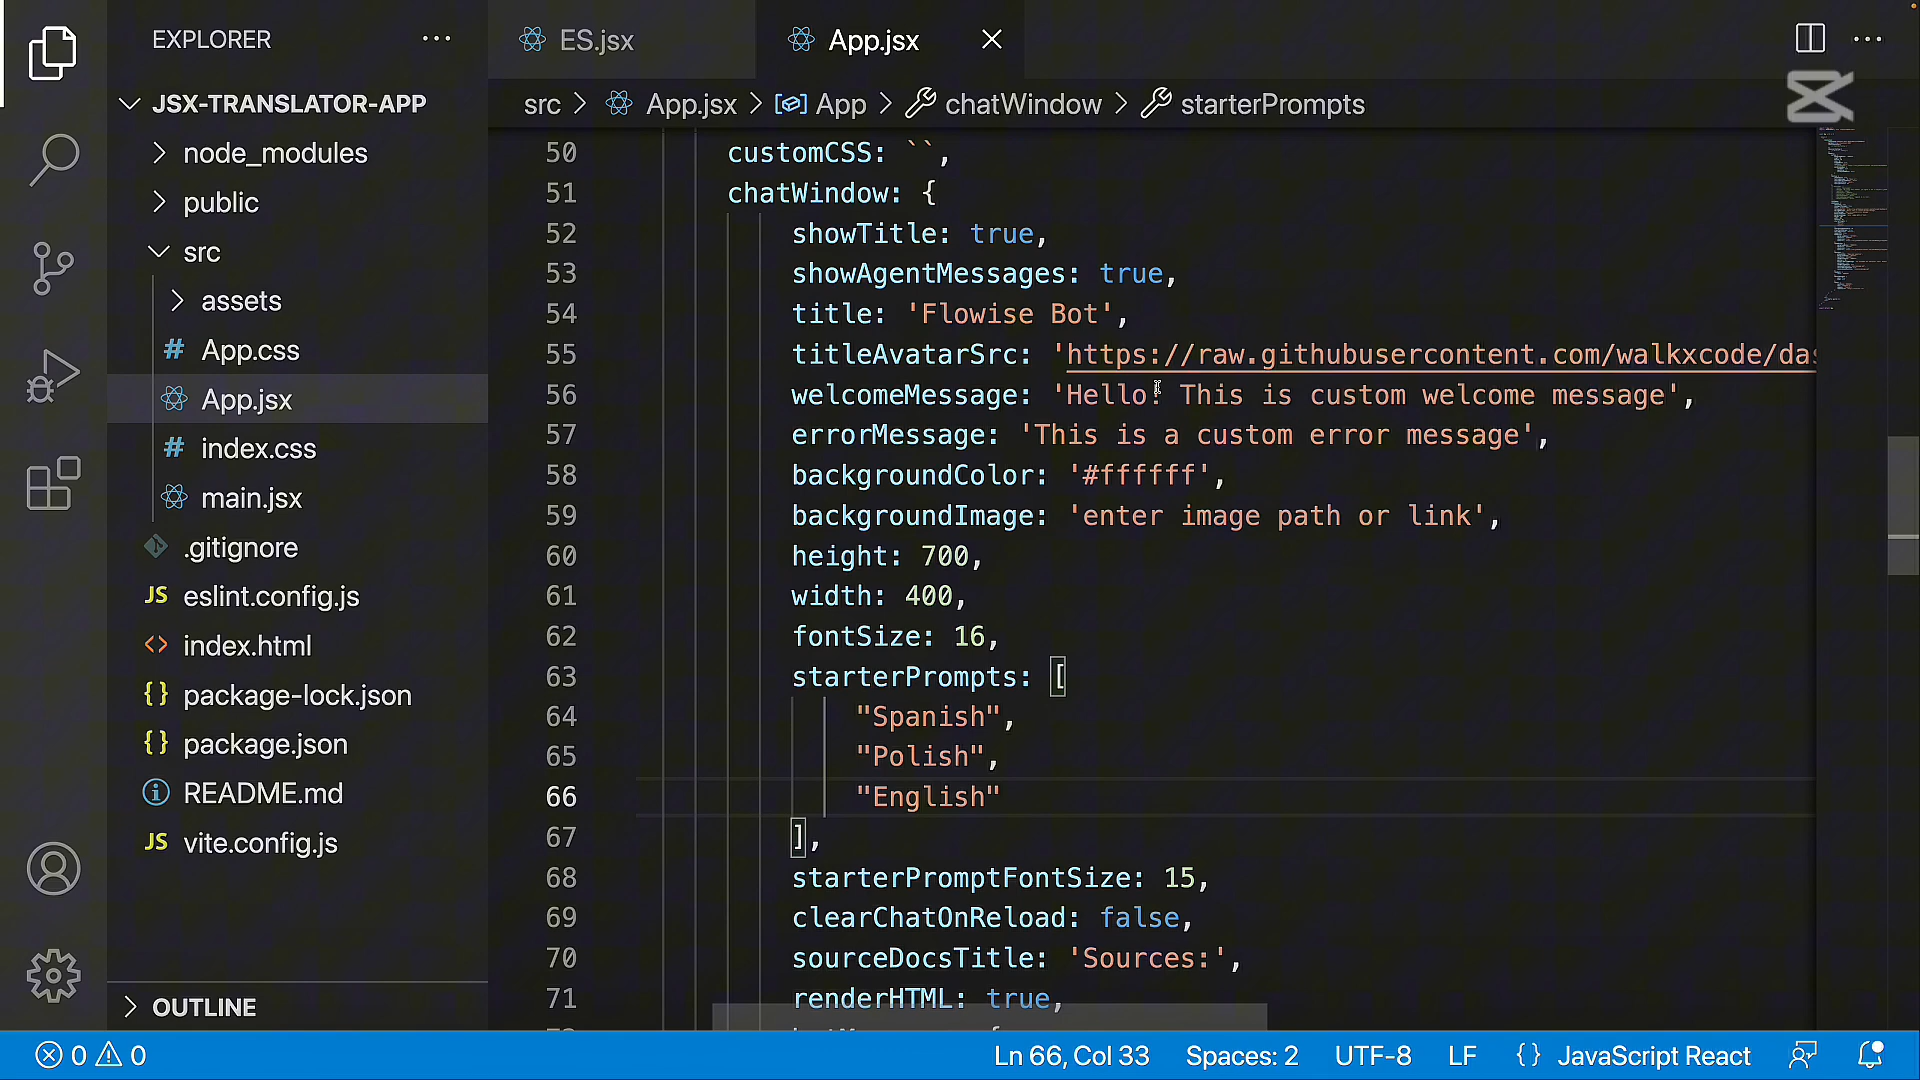 EXPLORER
ES.jsx
App.jsx
JSX-TRANSLATOR-APP
src > App.jsx > App > chatWindow > starterPrompts
node_modules
public
src
assets
# App.css
App.jsx
# index.css
main.jsx
.gitignore
JS eslint.config.js
<> index.html
{} package-lock.json
{} package.json
README.md
JS vite.config.js
OUTLINE
50 customCSS: ``,
51 chatWindow: {
52 showTitle: true,
53 showAgentMessages: true,
54 title: 'Flowise Bot',
55 titleAvatarSrc: 'https://raw.githubusercontent.com/walkxcode/das
56 welcomeMessage: 'Hello! This is custom welcome message',
57 errorMessage: 'This is a custom error message',
58 backgroundColor: '#ffffff',
59 backgroundImage: 'enter image path or link',
60 height: 700,
61 width: 400,
62 fontSize: 16,
63 starterPrompts: [
64 "Spanish",
65 "Polish",
66 "English"
67 ],
68 starterPromptFontSize: 15,
69 clearChatOnReload: false,
70 sourceDocsTitle: 'Sources:',
71 renderHTML: true,
0 0
Ln 66, Col 33
Spaces: 2
UTF-8
LF
{} JavaScript React